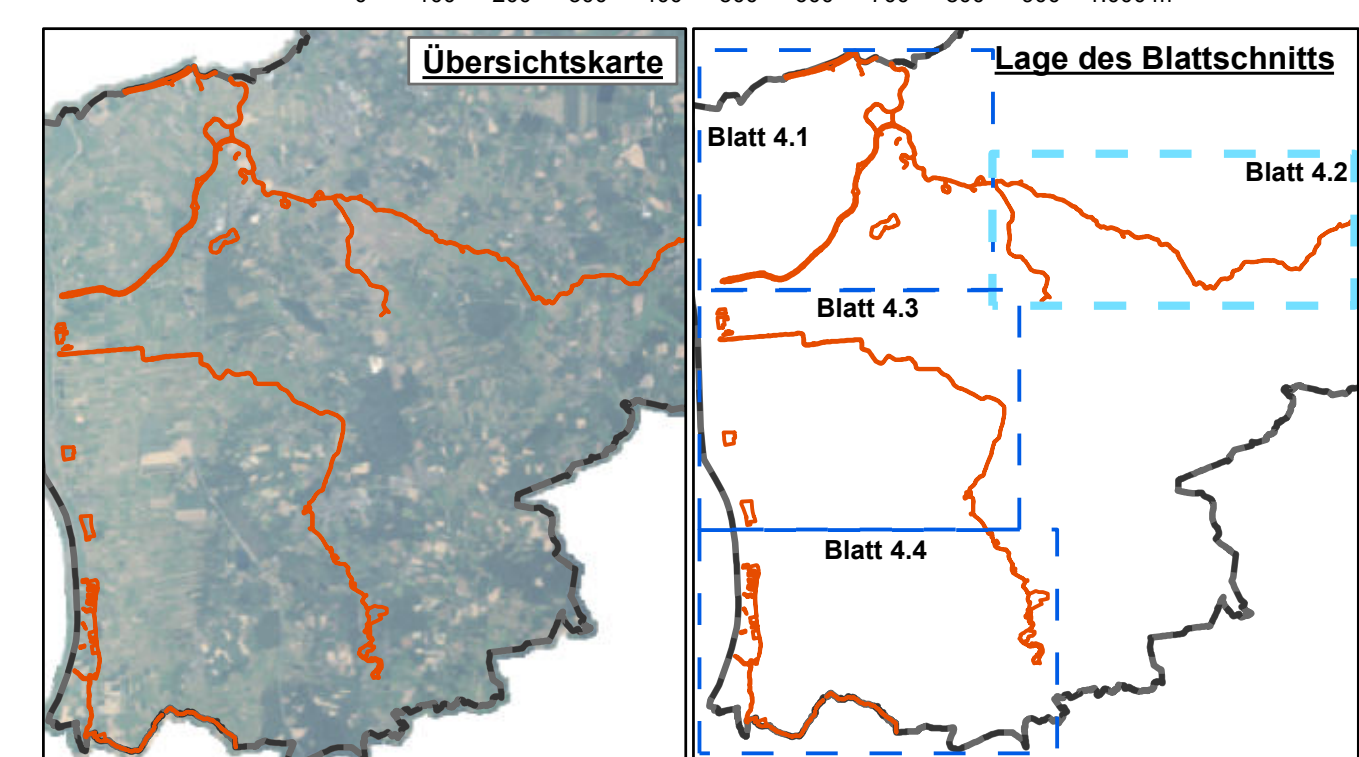 Übersichtskarte
Lage des Blattschnitts
Blatt 4.1
Blatt 4.2
Blatt 4.3
Blatt 4.4